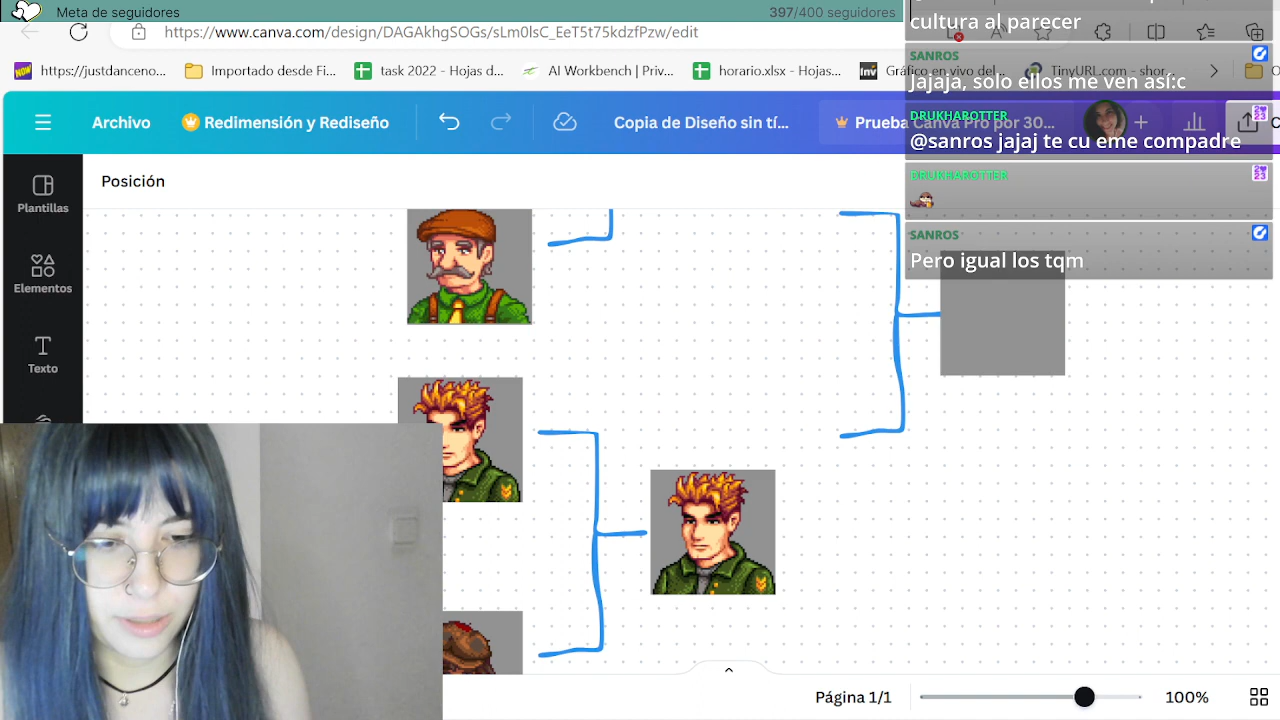 Meta de seguidores
397/400 seguidores
https://www.canva.com/design/DAGAkhgSOGs/sLm0lsC_EeT5t75kdzfPzw/edit
cultura al parecer
NOW
https://justdanceno...
Importado desde Fi...
task 2022 - Hojas d...
AI Workbench | Priv...
horario.xlsx - Hojas...
Inv
Gráfico en vivo del...
TinyURL.com - shor...
SANROS
Jajaja, solo ellos me ven asi:c
Archivo
Redimensión y Rediseño
Copia de Diseño sin tí...
Prueba Canva Pro por 30...
DRUKHAROTTER
@sanros jajaj te cu eme compadre
Posición
DRUKHAROTTER
Plantillas
SANROS
Pero igual los tqm
Elementos
Texto
Página 1/1
100%